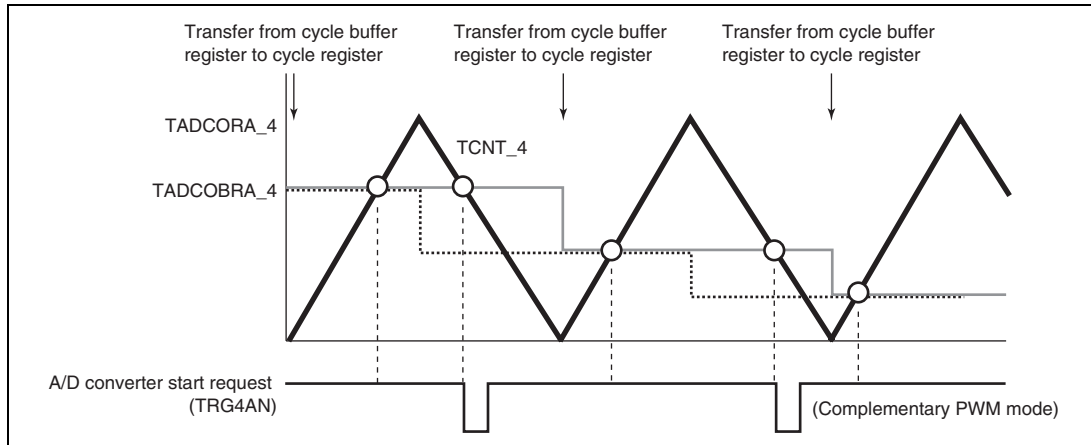 Transfer from cycle buffer
register to cycle register
Transfer from cycle buffer
register to cycle register
Transfer from cycle buffer
register to cycle register
TADCORA_4
TCNT_4
TADCOBRA_4
A/D converter start request
(TRG4AN)
(Complementary PWM mode)